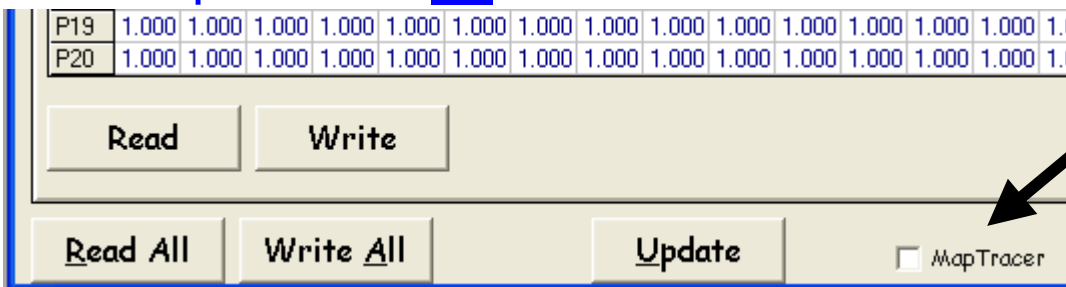 P19 1.000 1.000 1.000 1.000 1.000 1.000 1.000 1.000 1.000 1.000 1.000 1.000 1.000 1.000
P20 1.000 1.000 1.000 1.000 1.000 1.000 1.000 1.000 1.000 1.000 1.000 1.000 1.000 1.000
Read Write
Read All Write All Update MapTracer